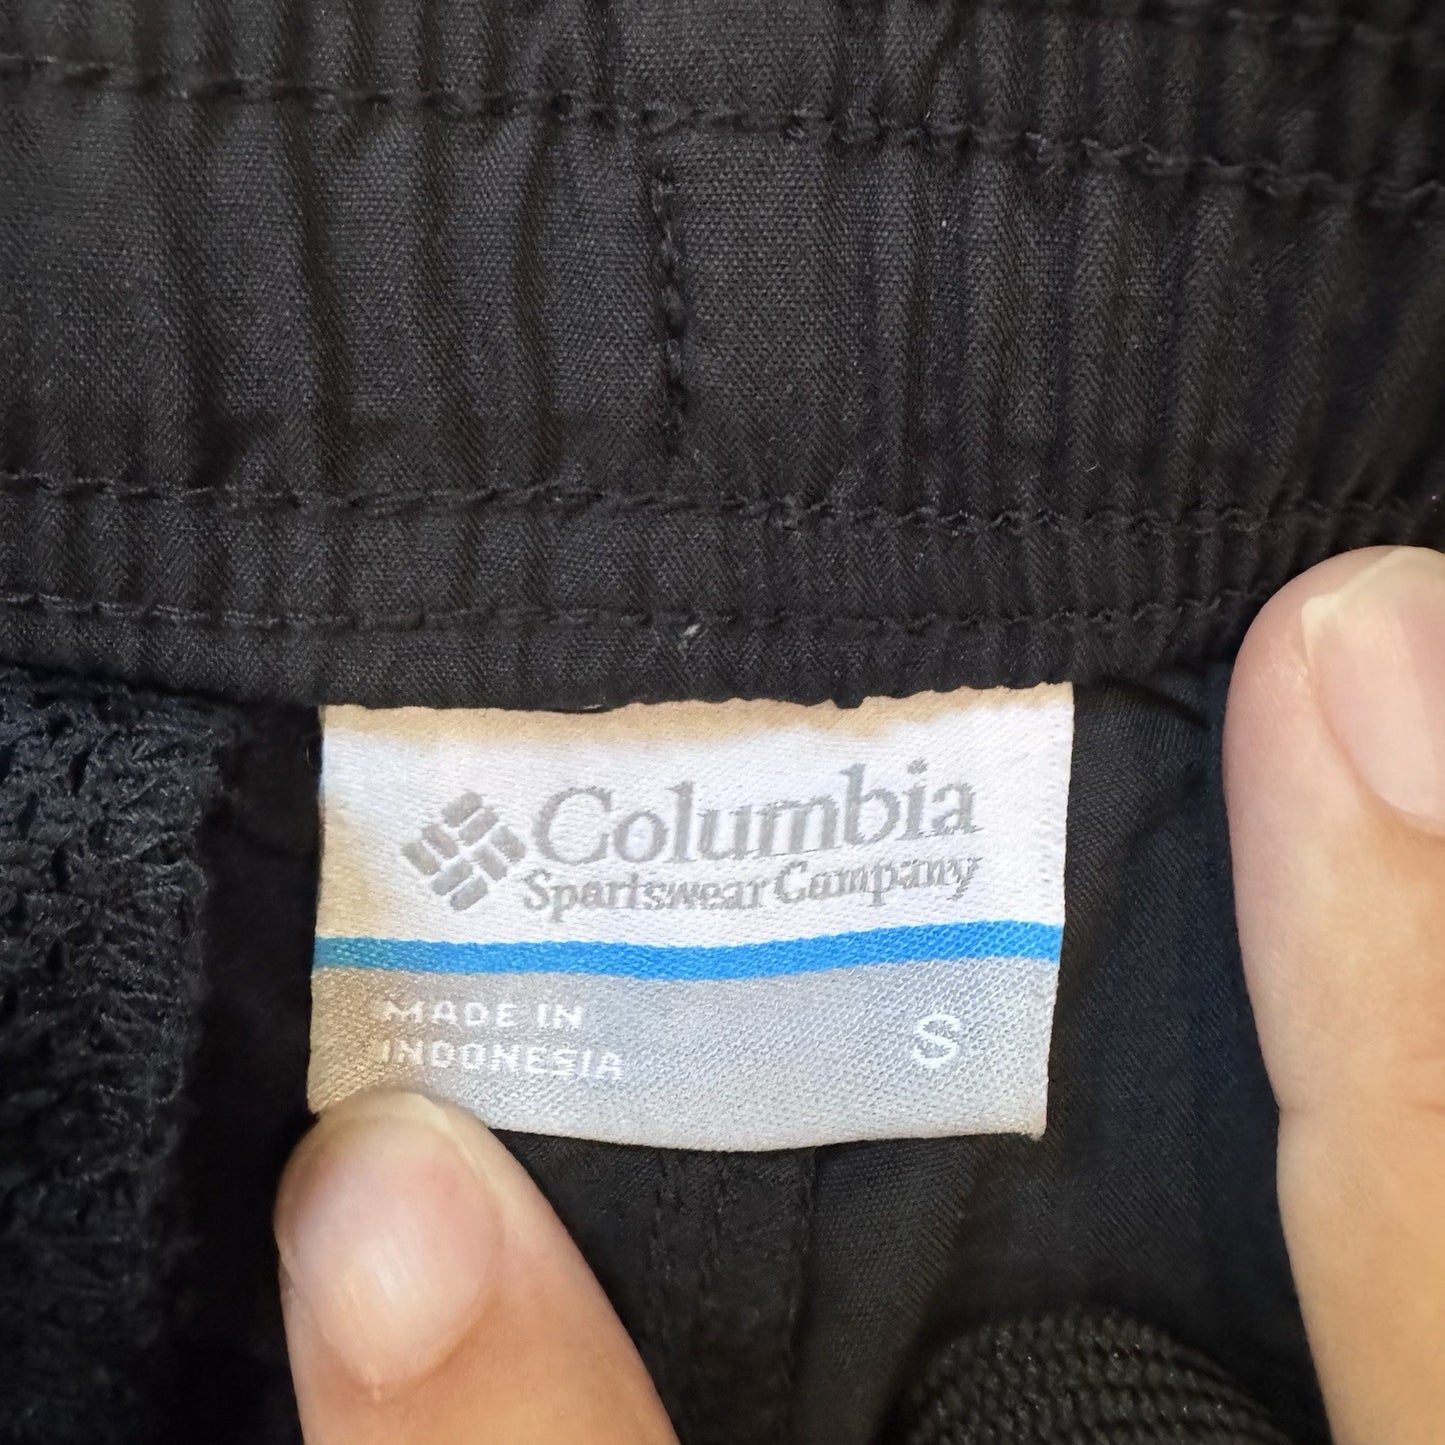 Columbia
Sportswear Company
MADE IN
INDONESIA
S